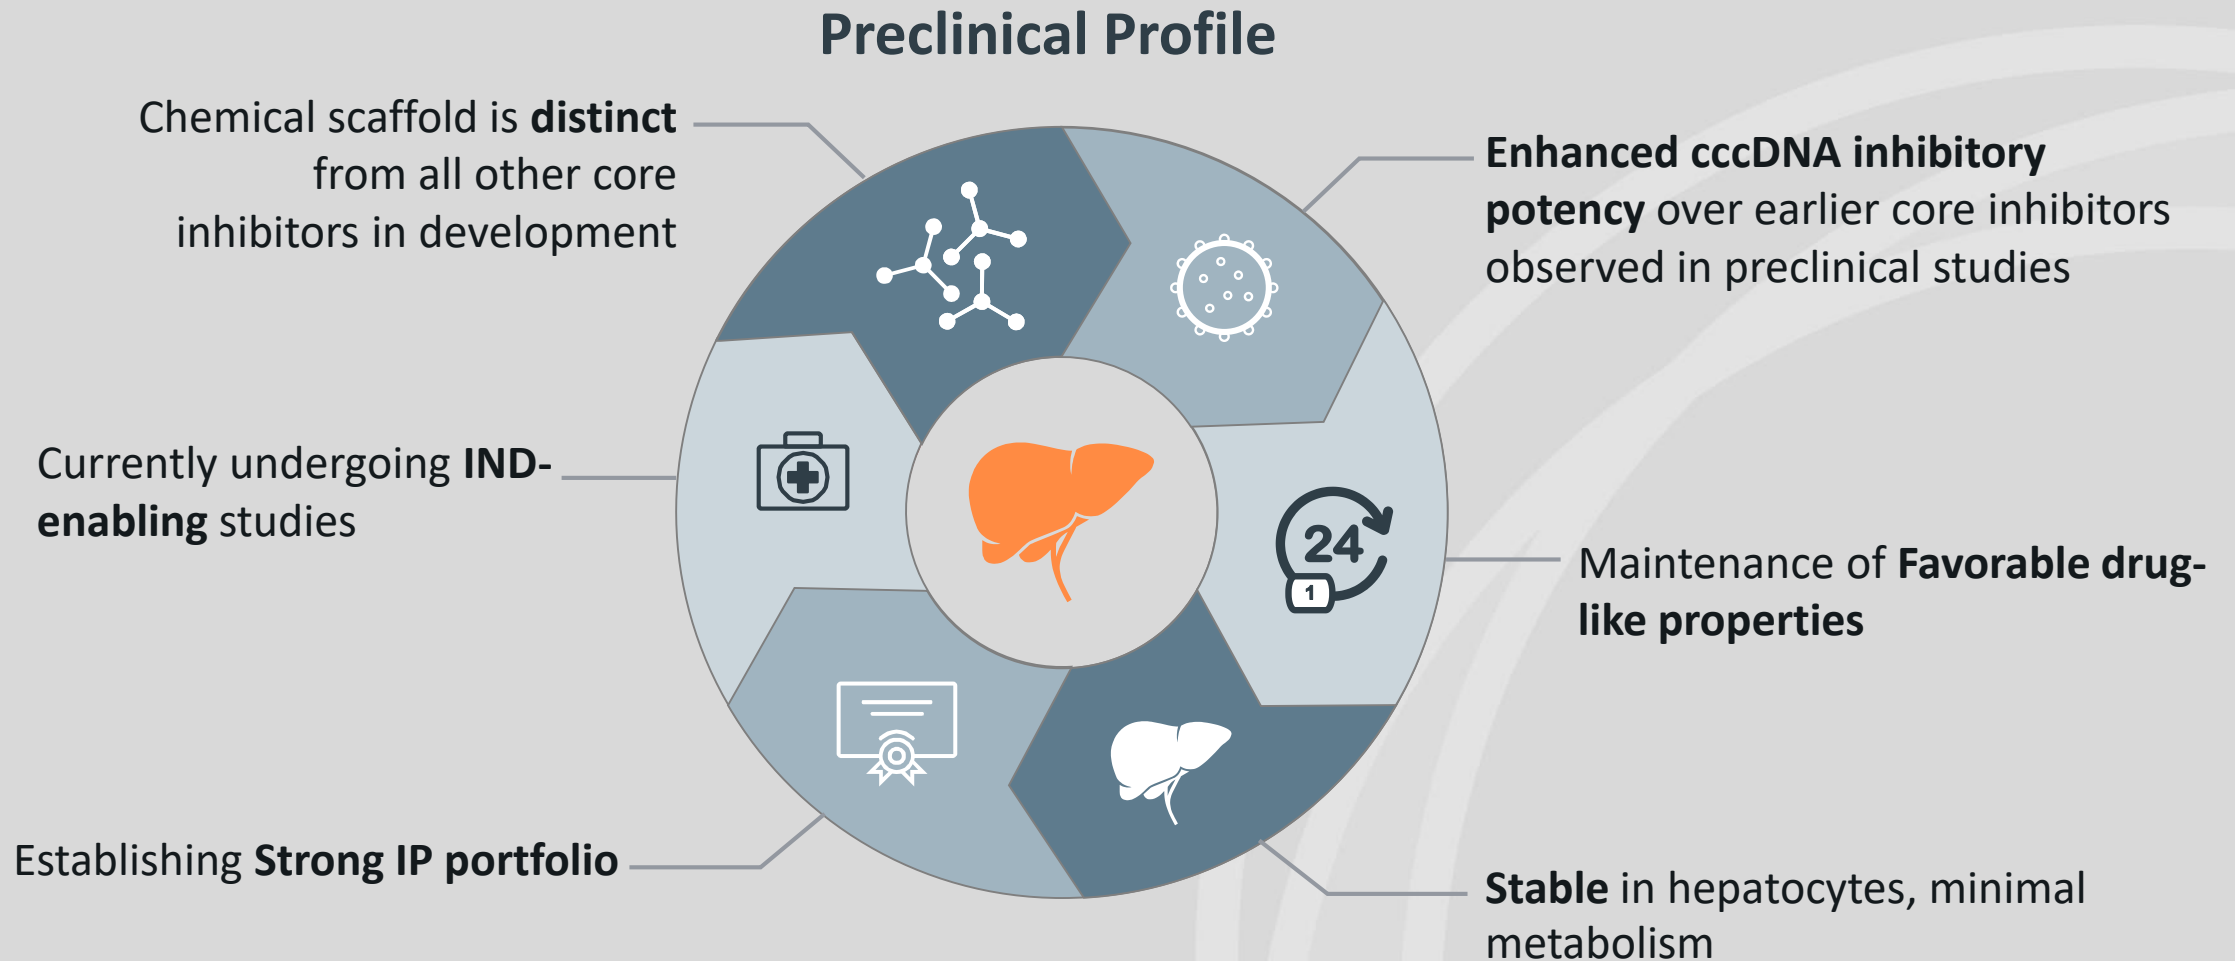 Preclinical Profile
Chemical scaffold is distinct
from all other core
inhibitors in development
Enhanced cccDNA inhibitory
potency over earlier core inhibitors
observed in preclinical studies
Currently undergoing IND-
enabling studies
24
1
Maintenance of Favorable drug-
like properties
Establishing Strong IP portfolio
Stable in hepatocytes, minimal
metabolism